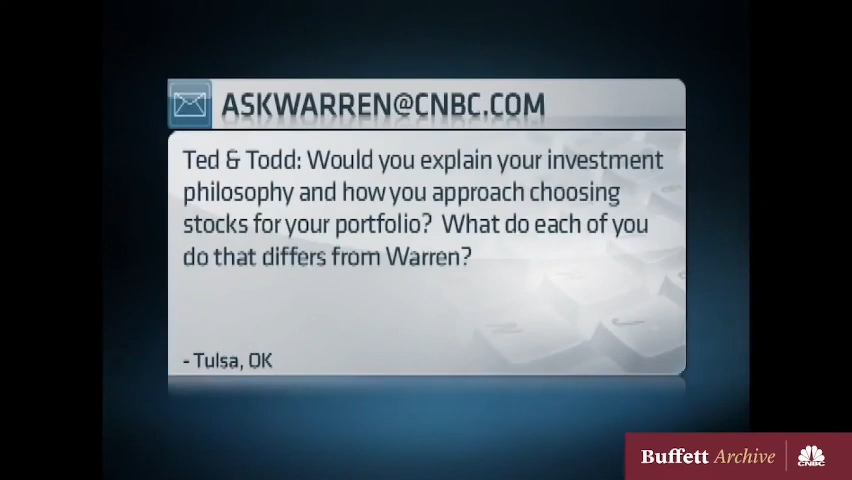 ASKWARREN@CNBC.COM
Ted & Todd: Would you explain your investment
philosophy and how you approach choosing
stocks for your portfolio? What do each of you
do that differs from Warren?
- Tulsa, OK
Buffett Archive
CNBC